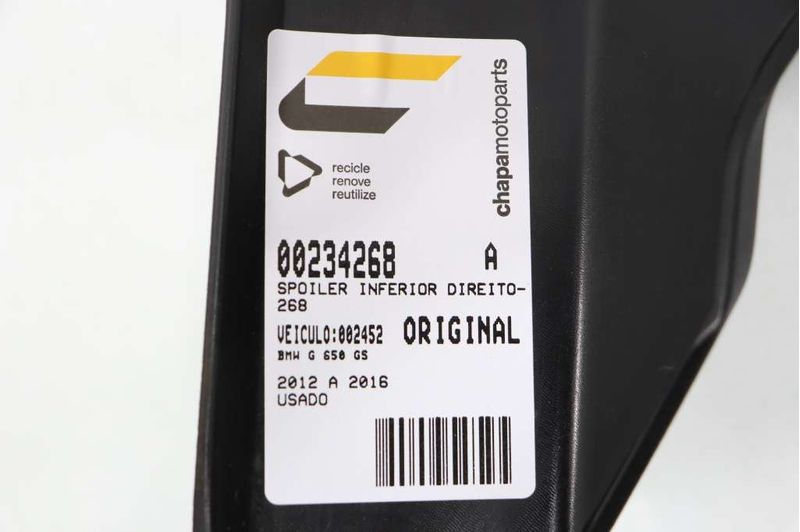 chapamotoparts
recicle
renove
reutilize
00234268 A
SPOILER INFERIOR DIREITO-
268
VEICULO:002452 ORIGINAL
BMW G 650 GS
2012 A 2016
USADO